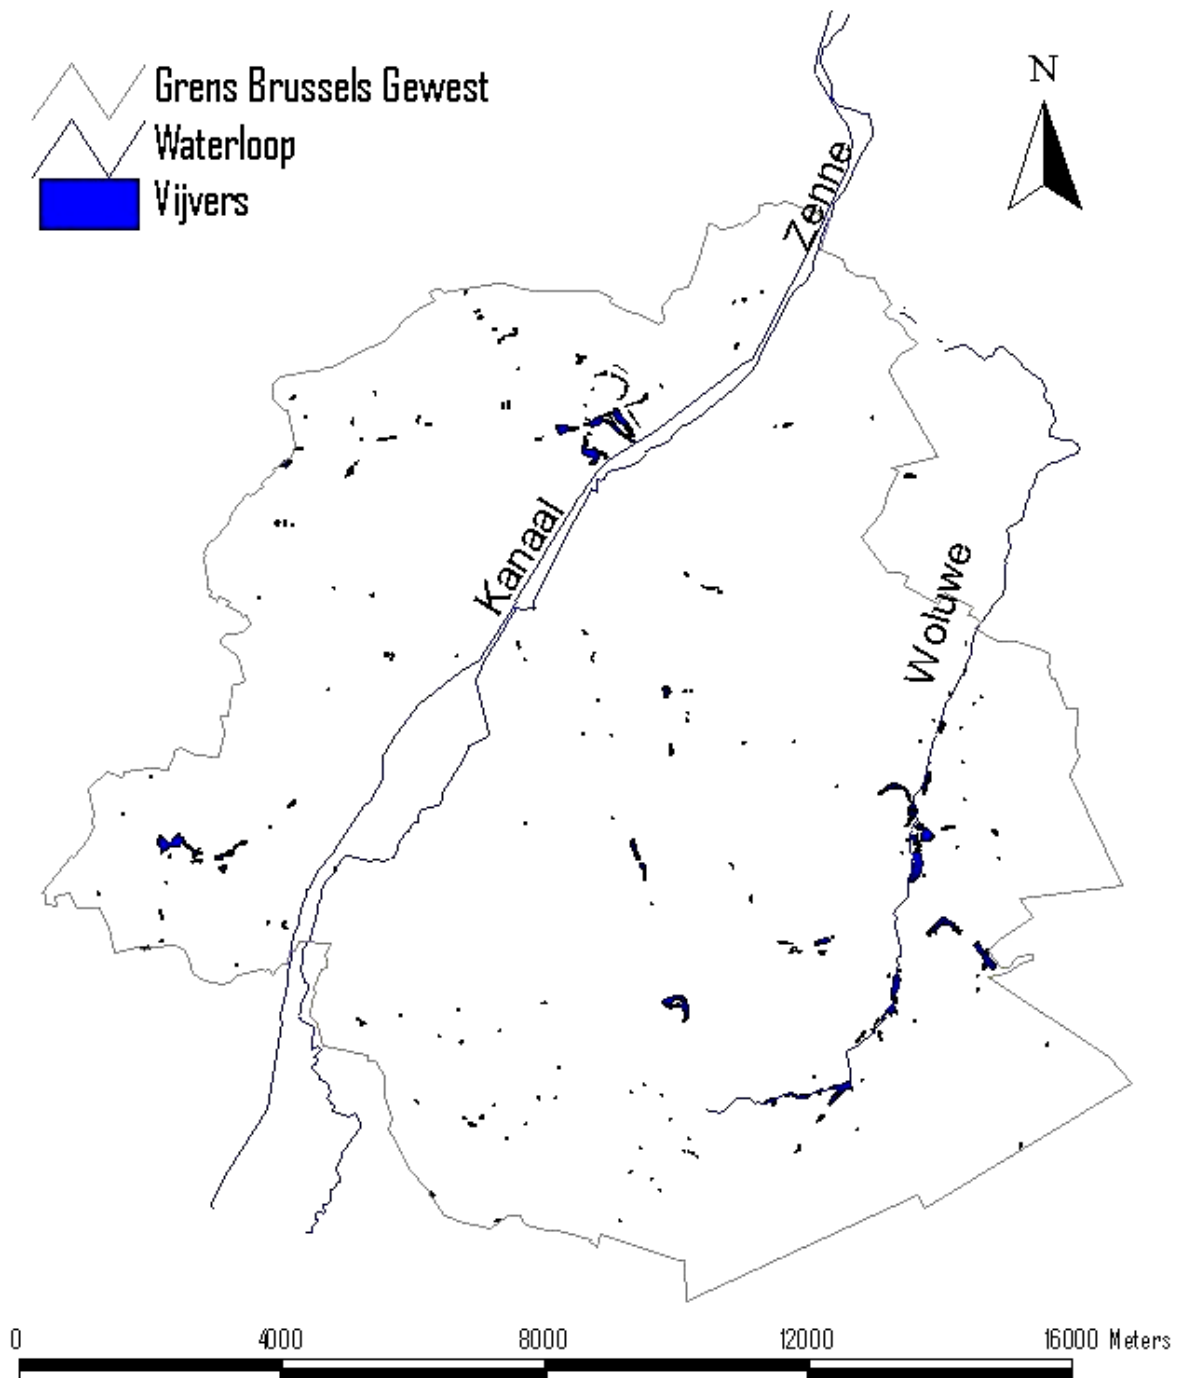 Grens Brussels Gewest
Waterloop
Vijvers
N
Zenne
Kanaal
Woluwe
0 4000 8000 12000 16000 Meters